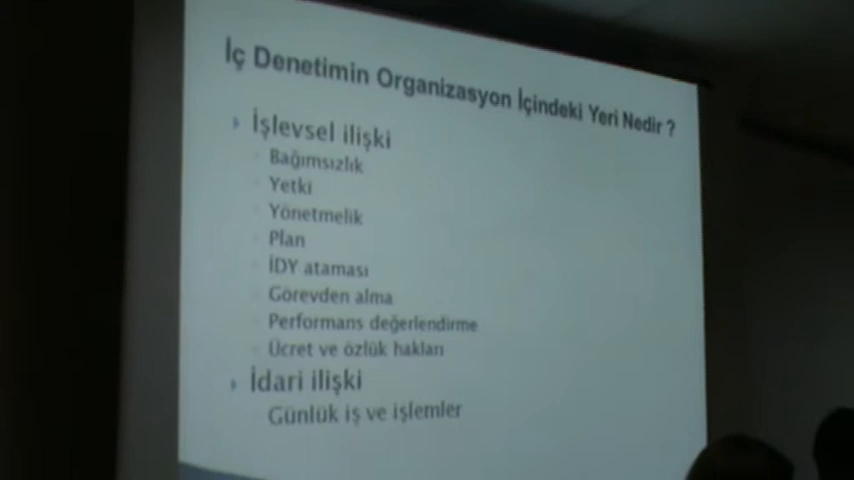 İç Denetimin Organizasyon İçindeki Yeri Nedir ?
İşlevsel ilişki
Bağımsızlık
Yetki
Yönetmelik
Plan
İDY ataması
Görevden alma
Performans değerlendirme
Ücret ve özlük hakları
İdari ilişki
Günlük iş ve işlemler